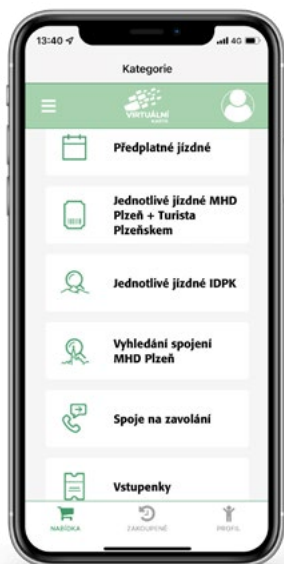 13:40
4G
Kategorie
VIRTUÁLNÍ
KARTA
Předplatné jízdné
Jednotlivé jízdné MHD
Plzeň + Turista
Plzeňskem
Jednotlivé jízdné IDPK
Vyhledání spojení
MHD Plzeň
Spoje na zavolání
Vstupenky
NABÍDKA
ZAKOUPENÉ
PROFIL